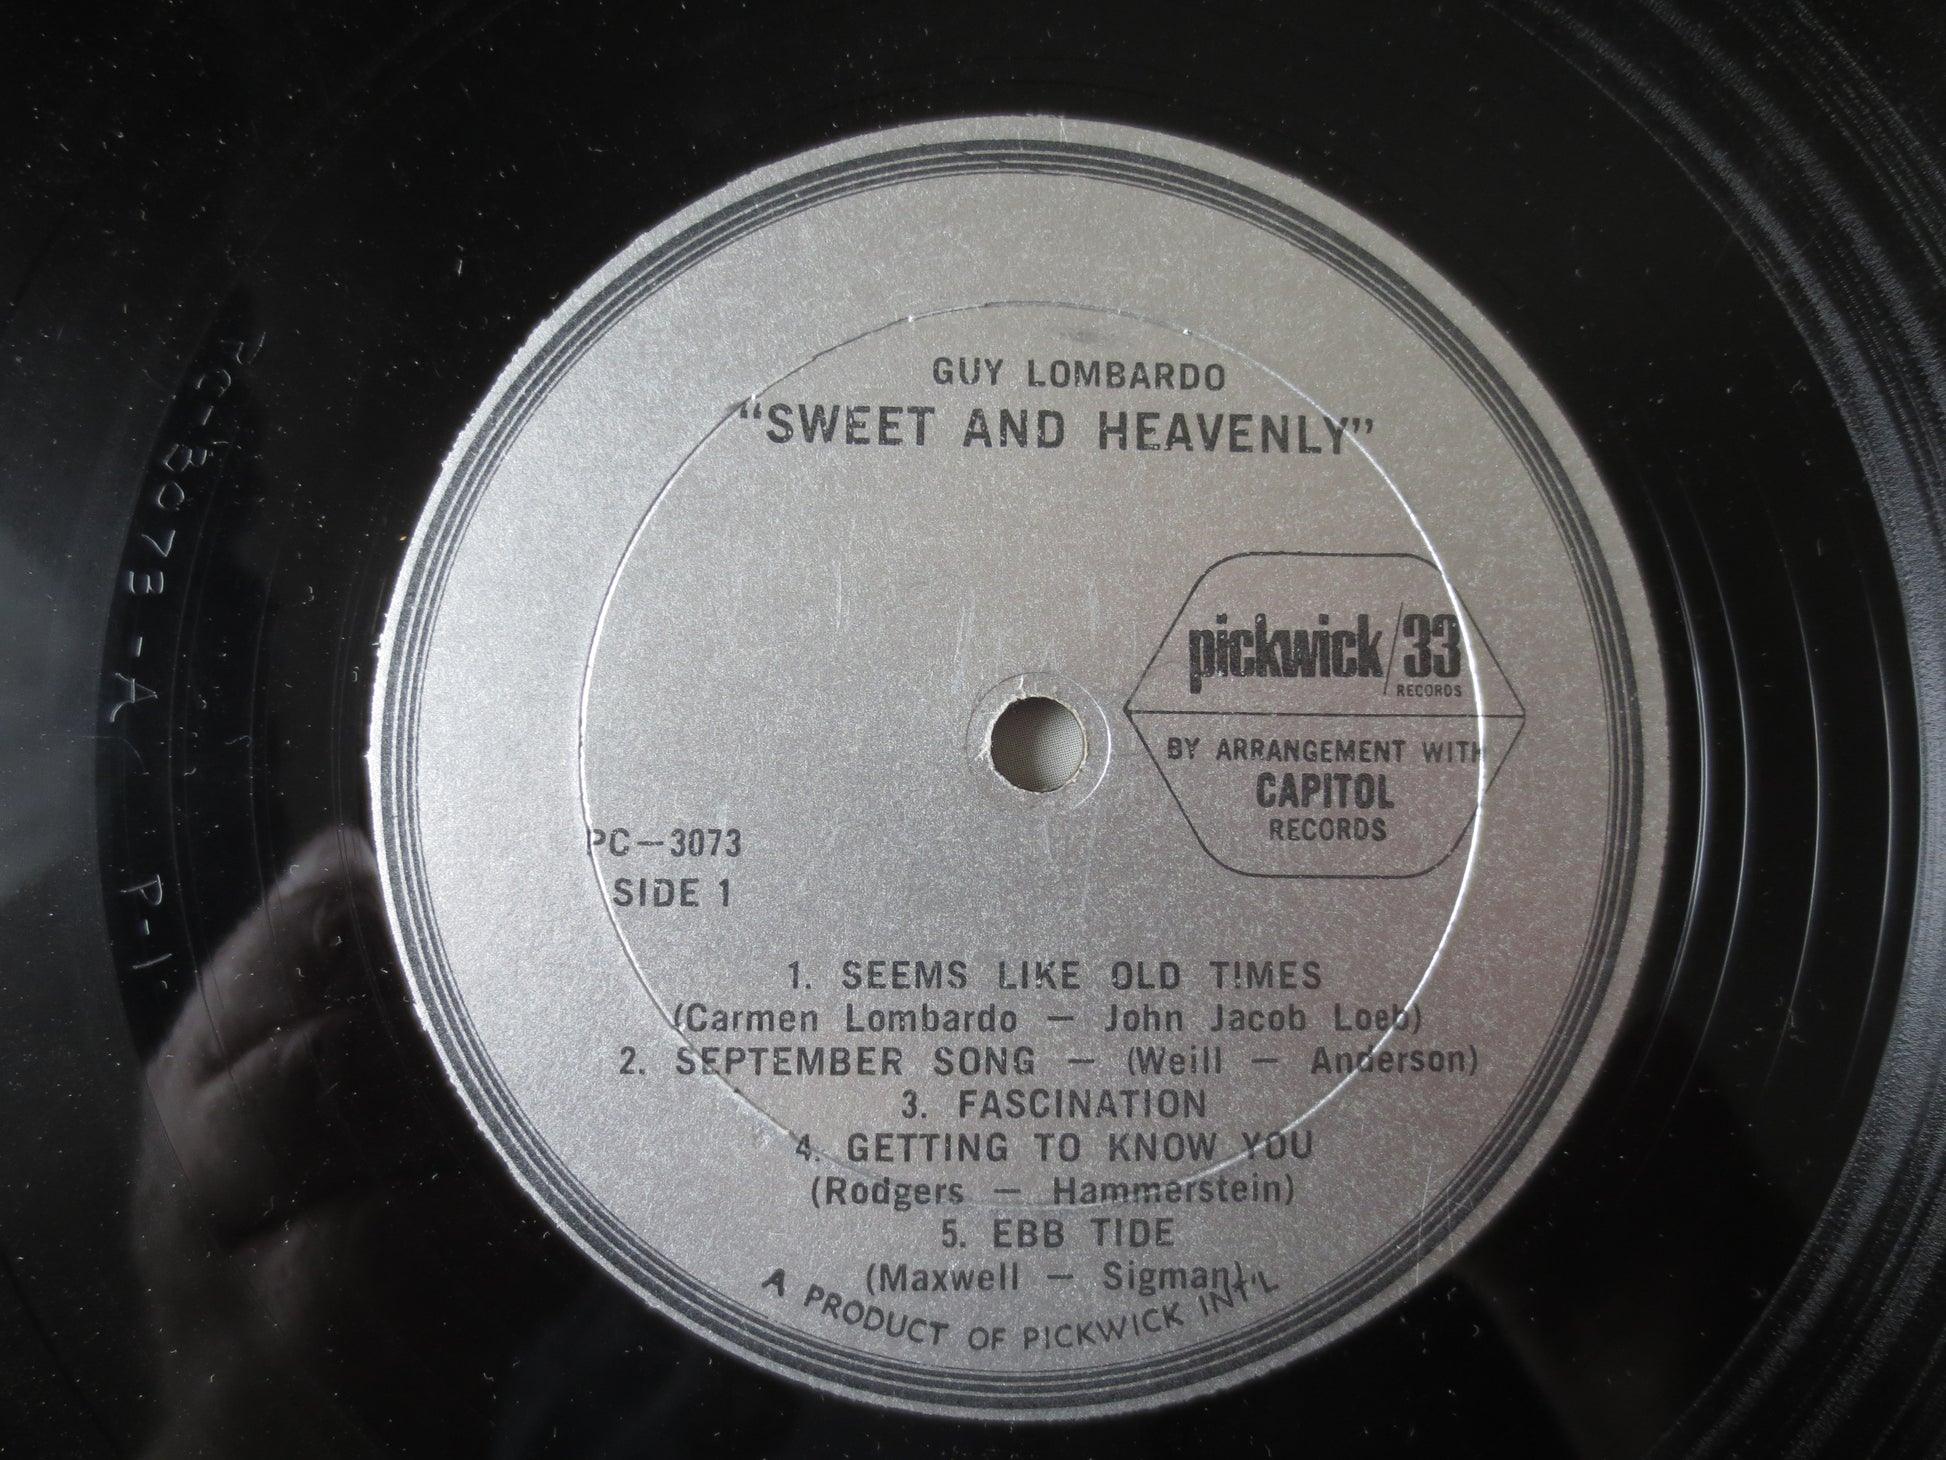 GUY LOMBARDO
"SWEET AND HEAVENLY"
pickwick/33
RECORDS
BY ARRANGEMENT WITH
CAPITOL
RECORDS
PC-3073
SIDE 1
1. SEEMS LIKE OLD TIMES
(Carmen Lombardo - John Jacob Loeb)
2. SEPTEMBER SONG - (Weill - Anderson)
3. FASCINATION
4. GETTING TO KNOW YOU
(Rodgers - Hammerstein)
5. EBB TIDE
(Maxwell - Sigman)
A PRODUCT OF PICKWICK INT'L
P-1